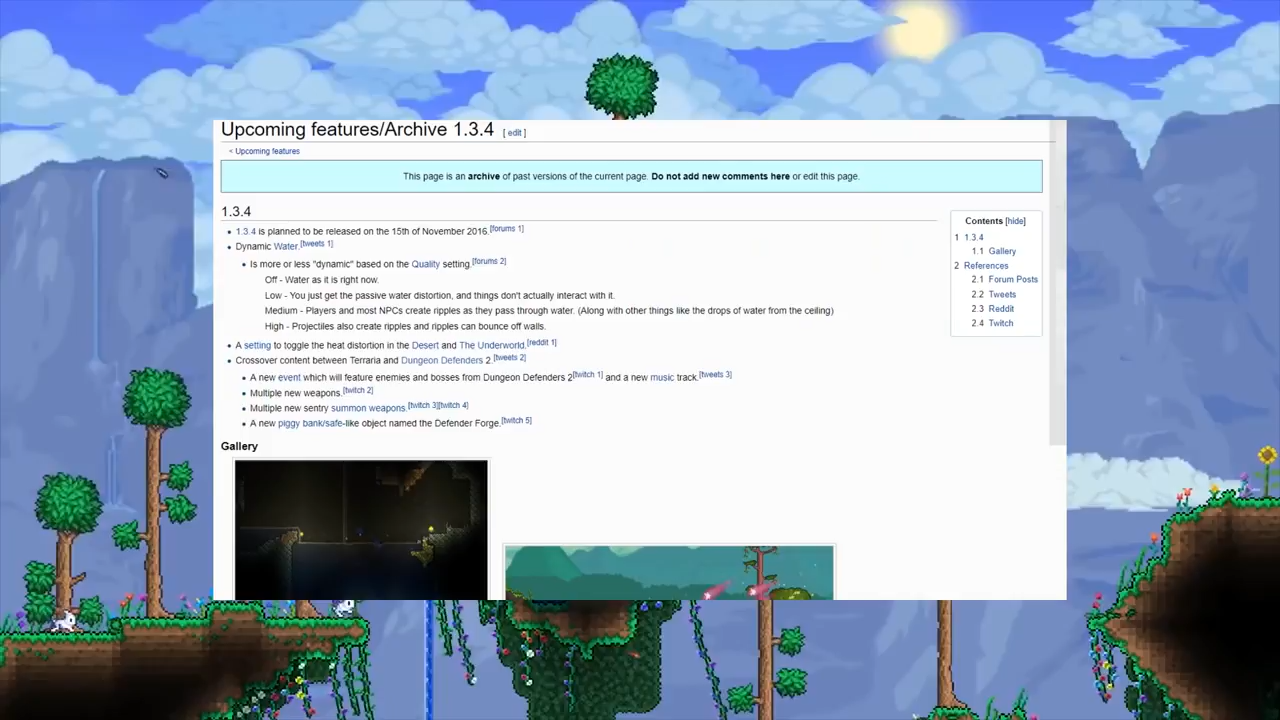 Upcoming features/Archive 1.3.4 [ edit ]
< Upcoming features
This page is an archive of past versions of the current page. Do not add new comments here or edit this page.
1.3.4
1.3.4 is planned to be released on the 15th of November 2016.[forums 1]
Dynamic Water.[tweets 1]
Is more or less "dynamic" based on the Quality setting.[forums 2]
Off - Water as it is right now.
Low - You just get the passive water distortion, and things don't actually interact with it.
Medium - Players and most NPCs create ripples as they pass through water. (Along with other things like the drops of water from the ceiling)
High - Projectiles also create ripples and ripples can bounce off walls.
A setting to toggle the heat distortion in the Desert and The Underworld.[reddit 1]
Crossover content between Terraria and Dungeon Defenders 2 [tweets 2]
A new event which will feature enemies and bosses from Dungeon Defenders 2[twitch 1] and a new music track.[tweets 3]
Multiple new weapons.[twitch 2]
Multiple new sentry summon weapons.[twitch 3][twitch 4]
A new piggy bank/safe-like object named the Defender Forge.[twitch 5]
Gallery
Contents [hide]
1 1.3.4
1.1 Gallery
2 References
2.1 Forum Posts
2.2 Tweets
2.3 Reddit
2.4 Twitch